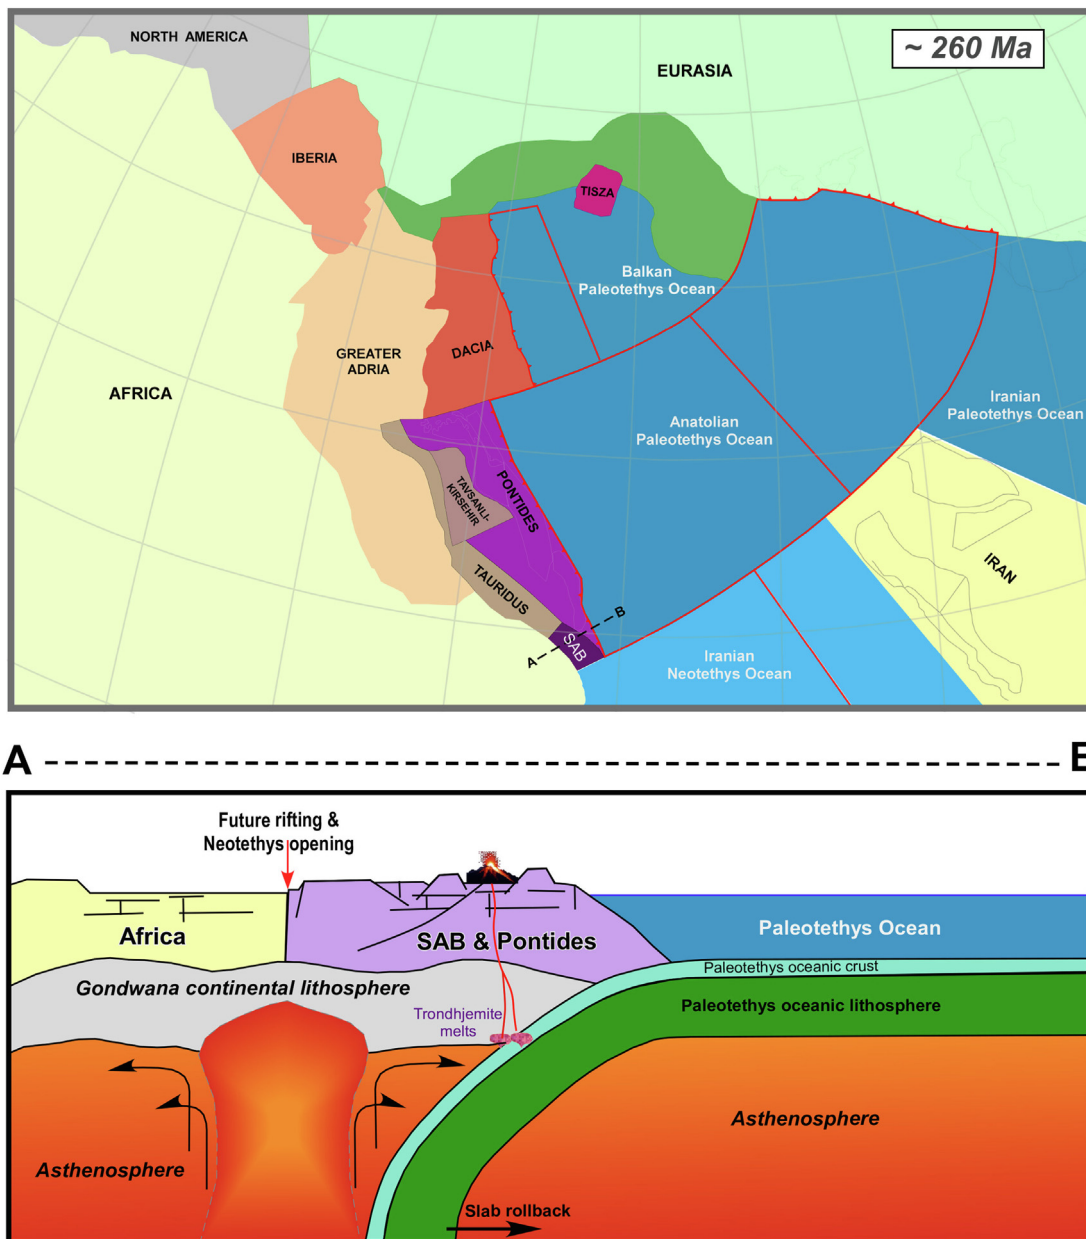 ~ 260 Ma
NORTH AMERICA
EURASIA
IBERIA
TISZA
Balkan
Paleotethys Ocean
GREATER
ADRIA
DACIA
AFRICA
Anatolian
Paleotethys Ocean
Iranian
Paleotethys Ocean
TAVSANLI-
KIRSEHIR
PONTIDES
TAURIDUS
IRAN
SAB
A
B
Iranian
Neotethys Ocean
A
B
Future rifting &
Neotethys opening
Africa
SAB & Pontides
Paleotethys Ocean
Paleotethys oceanic crust
Gondwana continental lithosphere
Paleotethys oceanic lithosphere
Trondhjemite
melts
Asthenosphere
Asthenosphere
Slab rollback